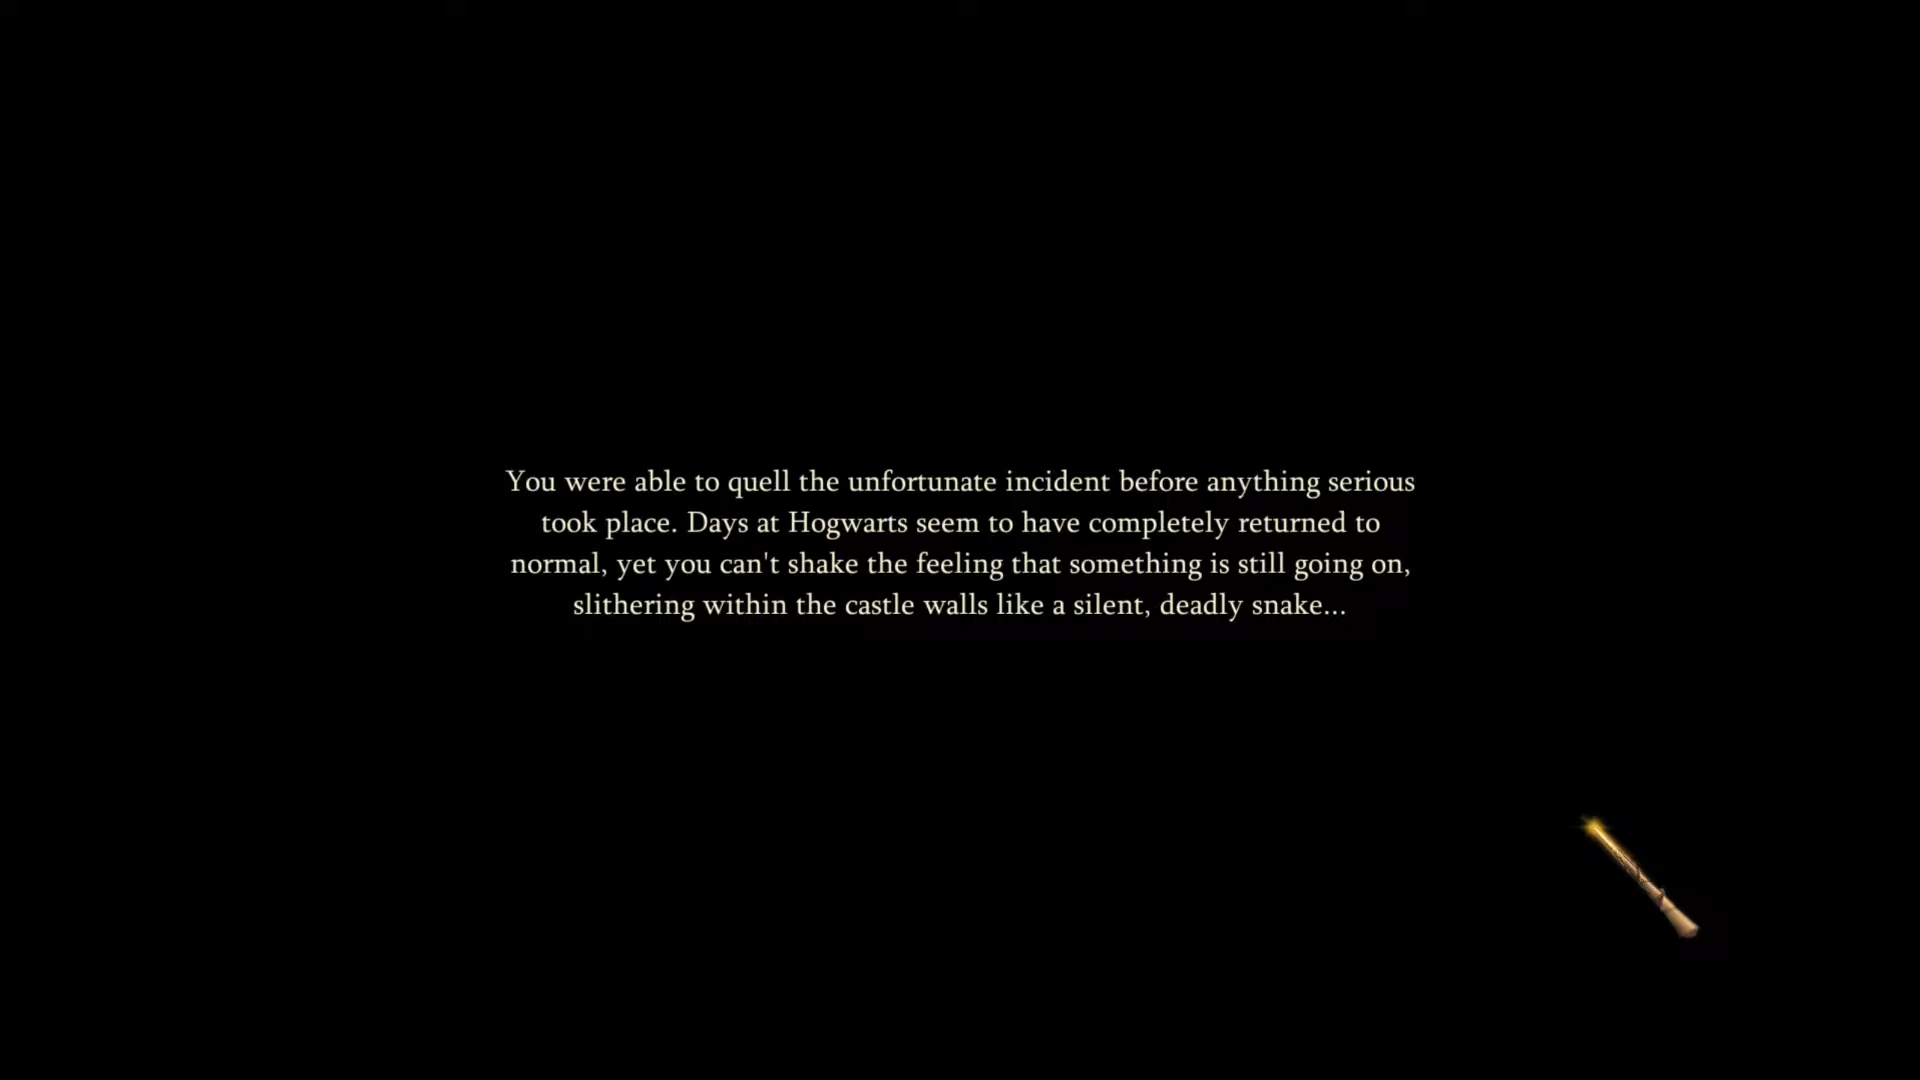 You were able to quell the unfortunate incident before anything serious
took place. Days at Hogwarts seem to have completely returned to
normal, yet you can't shake the feeling that something is still going on,
slithering within the castle walls like a silent, deadly snake...